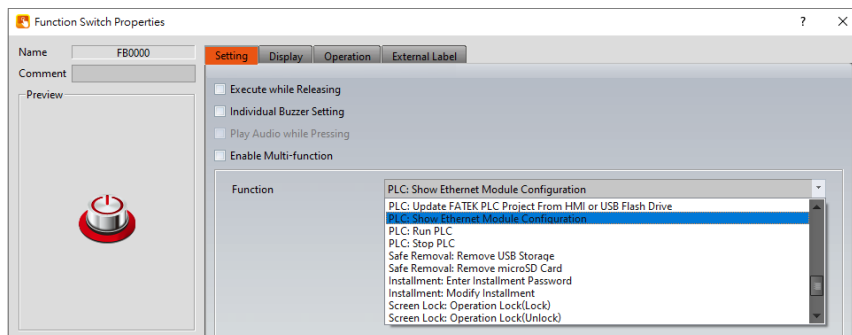 Function Switch Properties
?
Name FB0000
Comment
Preview
Setting Display Operation External Label
Execute while Releasing
Individual Buzzer Setting
Play Audio while Pressing
Enable Multi-function
Function PLC: Show Ethernet Module Configuration
PLC: Update FATEK PLC Project From HMI or USB Flash Drive
PLC: Show Ethernet Module Configuration
PLC: Run PLC
PLC: Stop PLC
Safe Removal: Remove USB Storage
Safe Removal: Remove microSD Card
Installment: Enter Installment Password
Installment: Modify Installment
Screen Lock: Operation Lock(Lock)
Screen Lock: Operation Lock(Unlock)